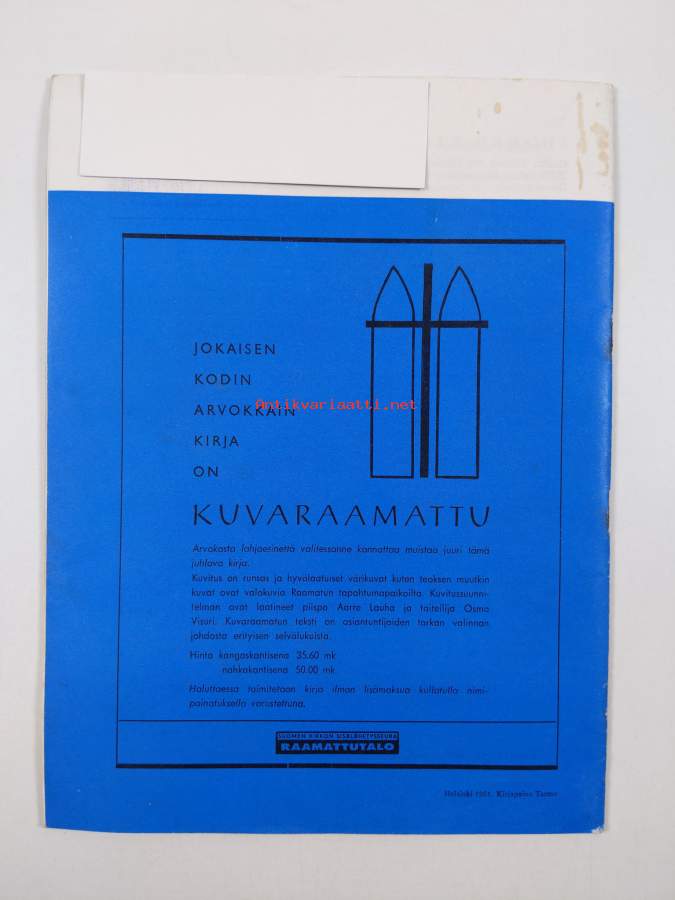 JOKAISEN
KODIN
ARVOKKAIN
Antikvariaatti.net
KIRJA
ON
KUVARAAMATTU
Arvokasta lahjaesinettä valitessanne kannattaa muistaa juuri tämä
juhlava kirja.
Kuvitus on runsas ja hyvälaatuiset värikuvat kuten teoksen muutkin
kuvat ovat valokuvia Raamatun tapahtumapaikoilta. Kuvitussuunni-
telman ovat laatineet piispa Aarre Lauha ja taiteilija Osmo
Visuri. Kuvaraamatun teksti on asiantuntijoiden tarkan valinnan
johdosta erityisen selvälukuista.
Hinta kangaskantisena 35.60 mk
nahkakantisena 50.00 mk
Haluttaessa toimitetaan kirja ilman lisämaksua kullatulla nimi-
painatuksella varustettuna.
SUOMEN KIRKON SISÄLÄHETYSSEURA
RAAMATTUTALO
Helsinki Kirjapaino Tarmo